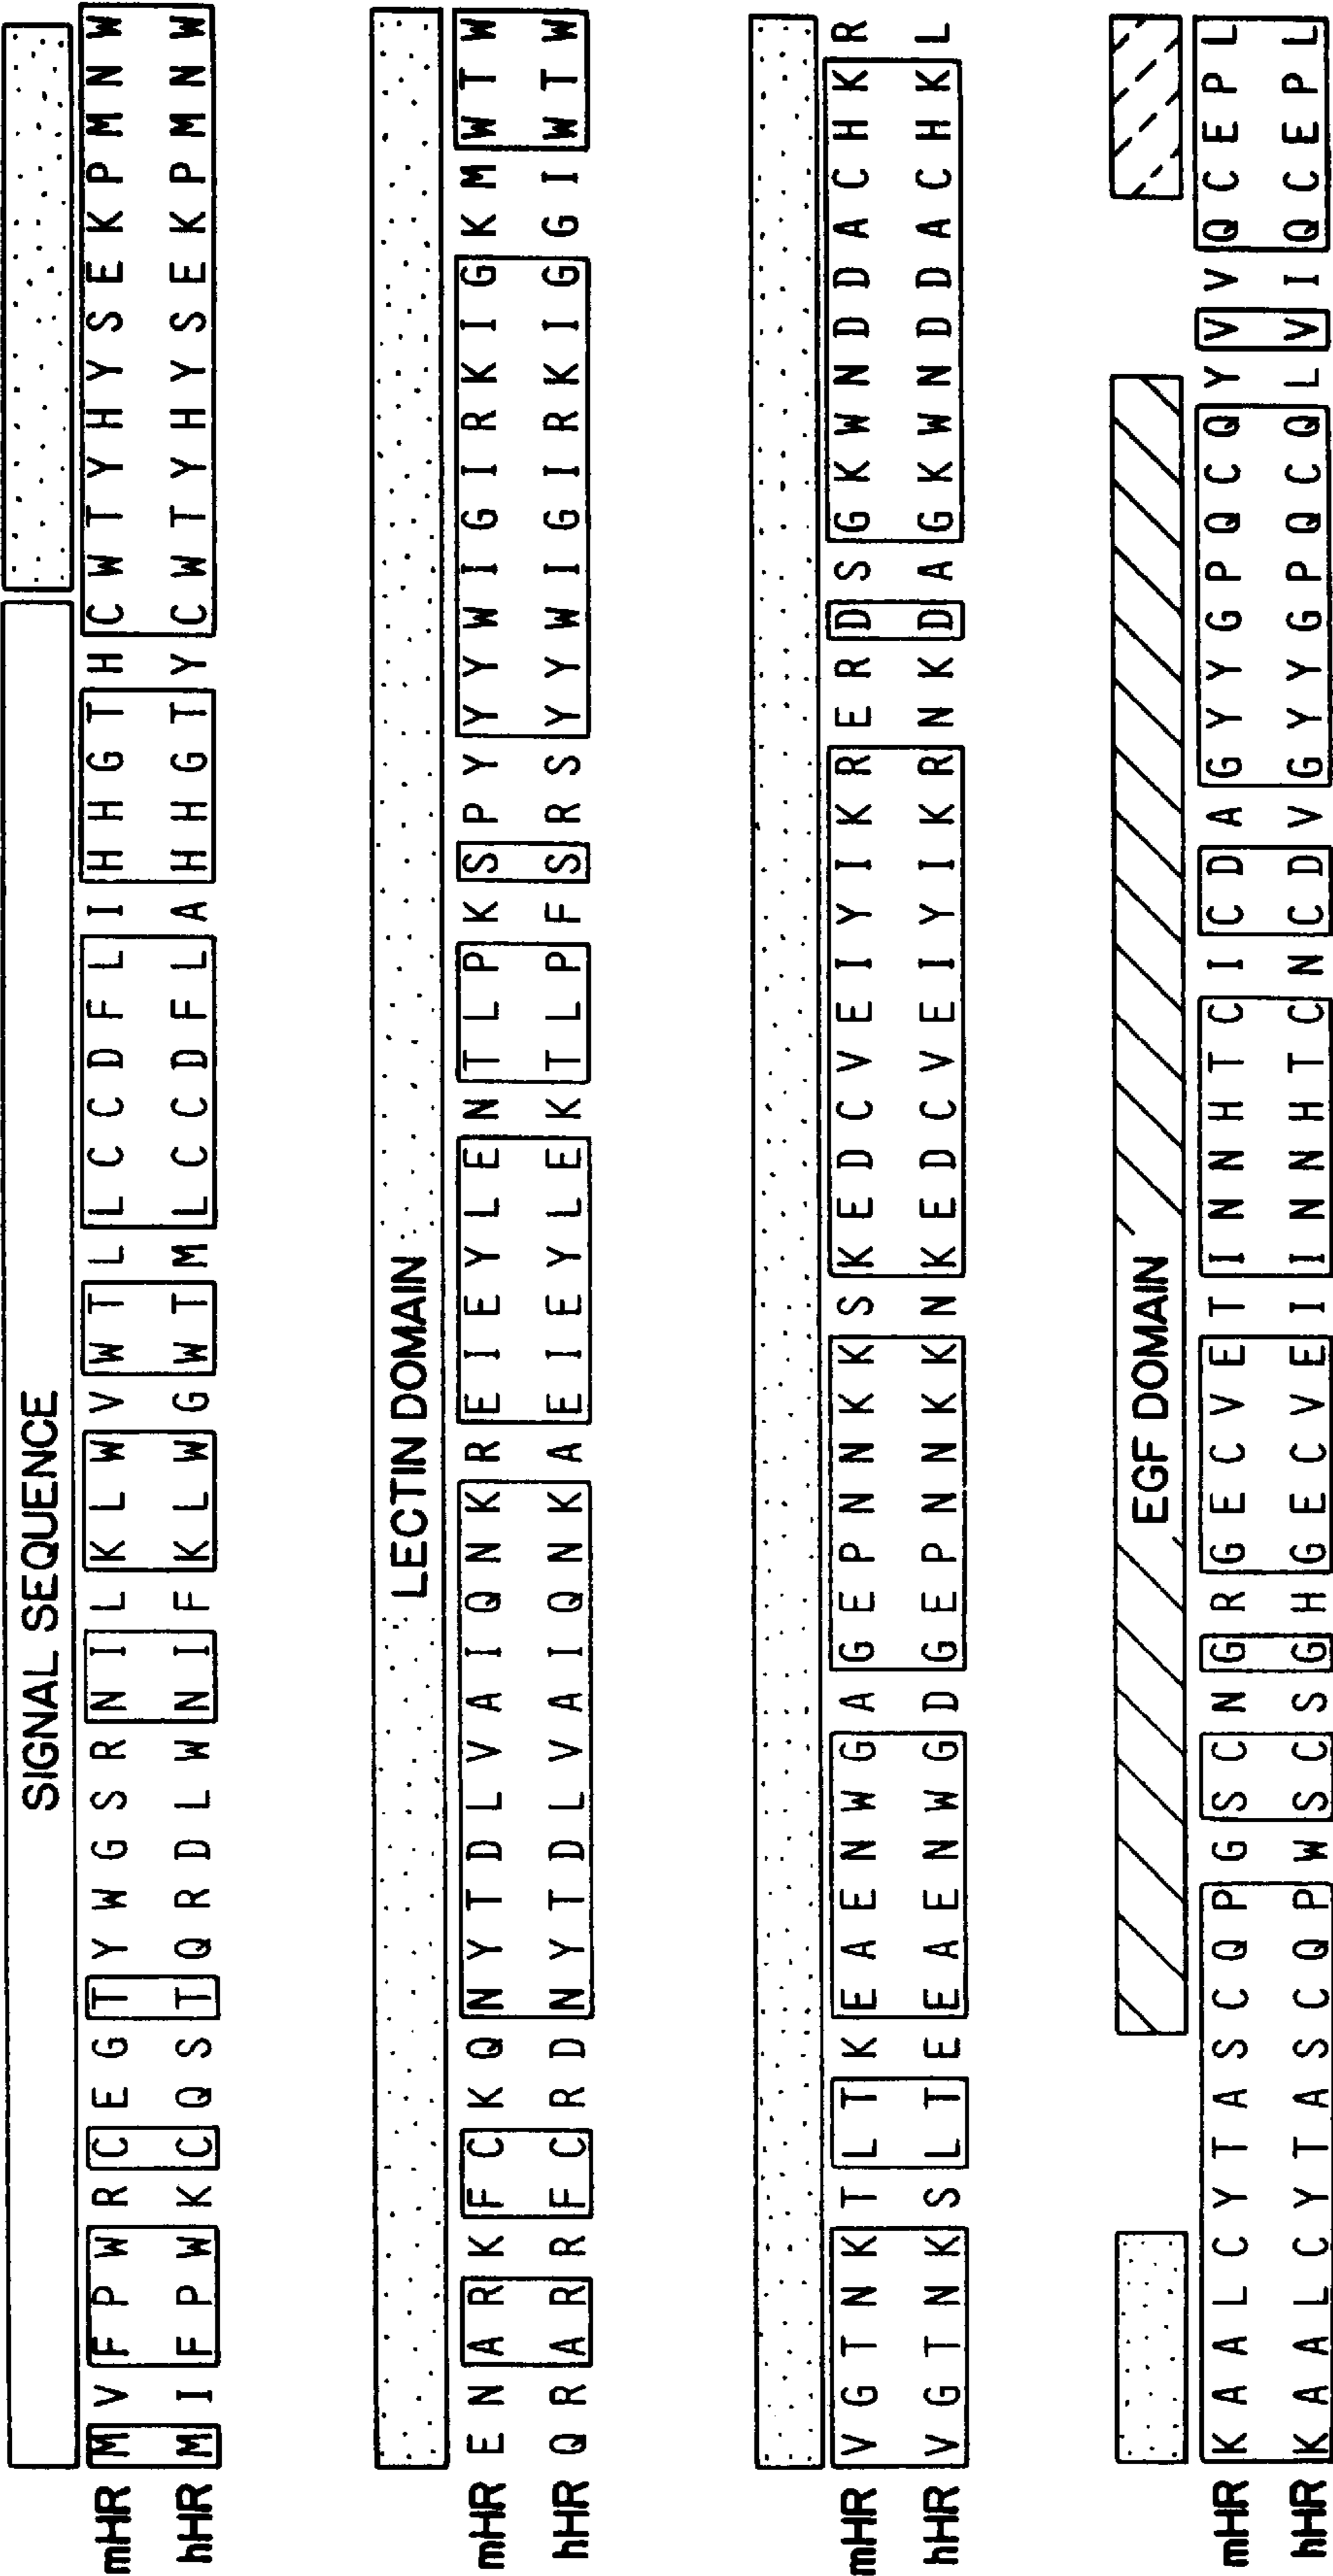 SIGNAL SEQUENCE
mHR M V F P W R C E G T Y W G S R N I L K L W V W T L L C C D F L I H H G T H C W T Y H Y S E K P M N W
hHR M I F P W K C Q S T Q R D L W N I F K L W G W T M L C C D F L A H H G T Y C W T Y H Y S E K P M N W
LECTIN DOMAIN
mHR E N A R K F C K Q N Y T D L V A I Q N K R E I E Y L E N T L P K S P Y Y Y W I G I R K I G K M W T W
hHR Q R A R R F C R D N Y T D L V A I Q N K A E I E Y L E K T L P F S R S Y Y W I G I R K I G G I W T W
mHR V G T N K T L T K E A E N W G A G E P N N K K S K E D C V E I Y I K R E R D S G K W N D D A C H K R
hHR V G T N K S L T E E A E N W G D G E P N N K K N K E D C V E I Y I K R N K D A G K W N D D A C H K L
EGF DOMAIN
mHR K A A L C Y T A S C Q P G S C N G R G E C V E T I N N H T C I C D A G Y Y G P Q C Q Y V V Q C E P L
hHR K A A L C Y T A S C Q P W S C S G H G E C V E I I N N H T C N C D V G Y Y G P Q C Q L V I Q C E P L